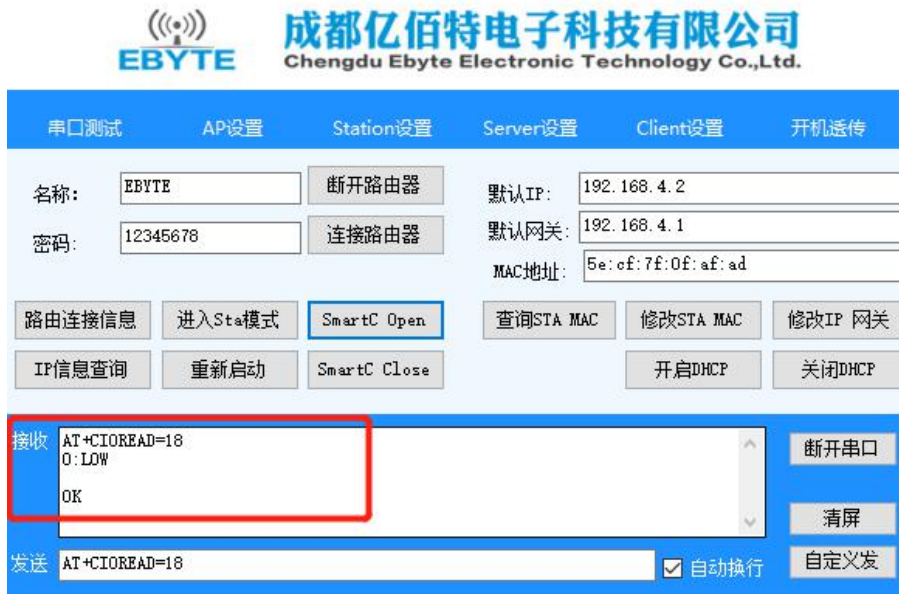 EBYTE
成都亿佰特电子科技有限公司
Chengdu Ebyte Electronic Technology Co.,Ltd.
串口测试 AP设置 Station设置 Server设置 Client设置 开机透传
名称: EBYTE 断开路由器 默认IP: 192.168.4.2
密码: 12345678 连接路由器 默认网关: 192.168.4.1
MAC地址: 5e:cf:7f:0f:af:ad
路由连接信息 进入Sta模式 SmartC Open 查询STA MAC 修改STA MAC 修改IP 网关
IP信息查询 重新启动 SmartC Close 开启DHCP 关闭DHCP
接收 AT+CIOREAD=18 断开串口
0:LOW
OK
清屏
发送 AT+CIOREAD=18 自动换行 自定义发